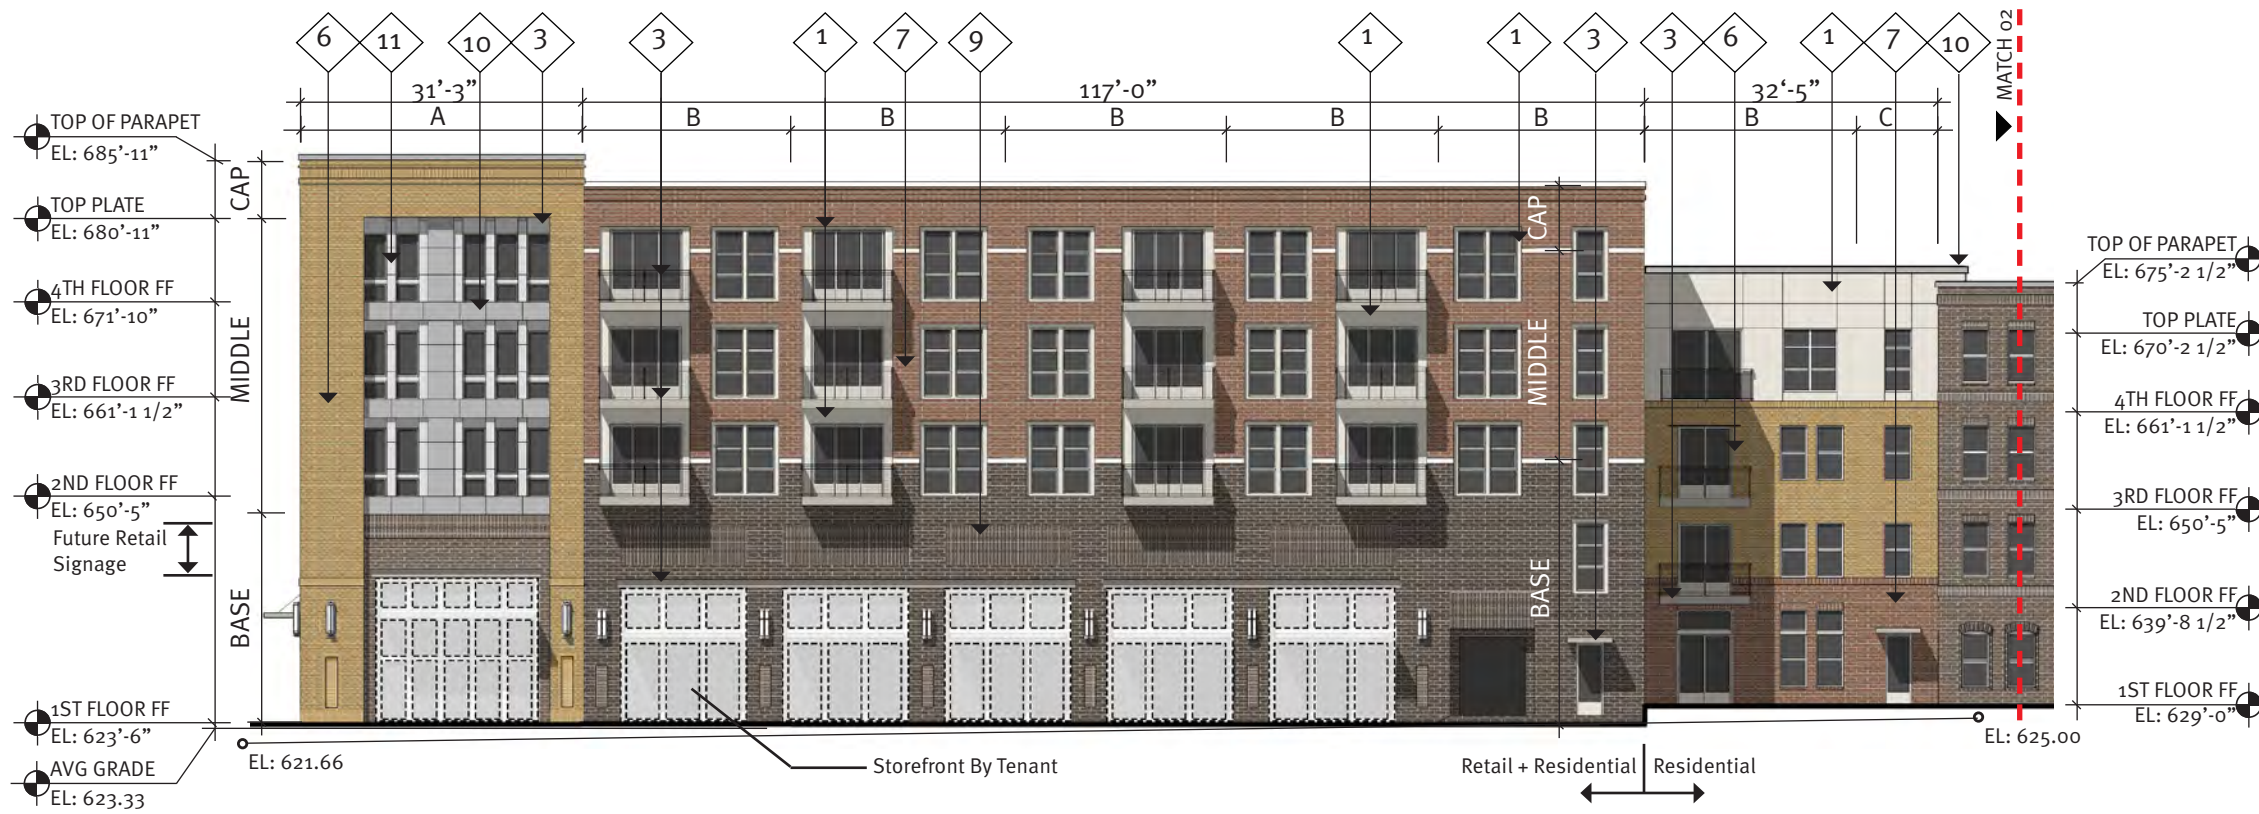 6 11 10 3 3 1 7 9 1 1 3 3 6 1 7 10
MATCH 02
31'-3" 117'-0" 32'-5"
A B B B B B B C
TOP OF PARAPET
EL: 685'-11"
TOP PLATE
EL: 680'-11"
4TH FLOOR FF
EL: 671'-10"
3RD FLOOR FF
EL: 661'-1 1/2"
2ND FLOOR FF
EL: 650'-5"
Future Retail
Signage
1ST FLOOR FF
EL: 623'-6"
AVG GRADE
EL: 623.33
CAP
MIDDLE
BASE
CAP
MIDDLE
BASE
TOP OF PARAPET
EL: 675'-2 1/2"
TOP PLATE
EL: 670'-2 1/2"
4TH FLOOR FF
EL: 661'-1 1/2"
3RD FLOOR FF
EL: 650'-5"
2ND FLOOR FF
EL: 639'-8 1/2"
1ST FLOOR FF
EL: 629'-0"
EL: 625.00
EL: 621.66
Storefront By Tenant
Retail + Residential
Residential